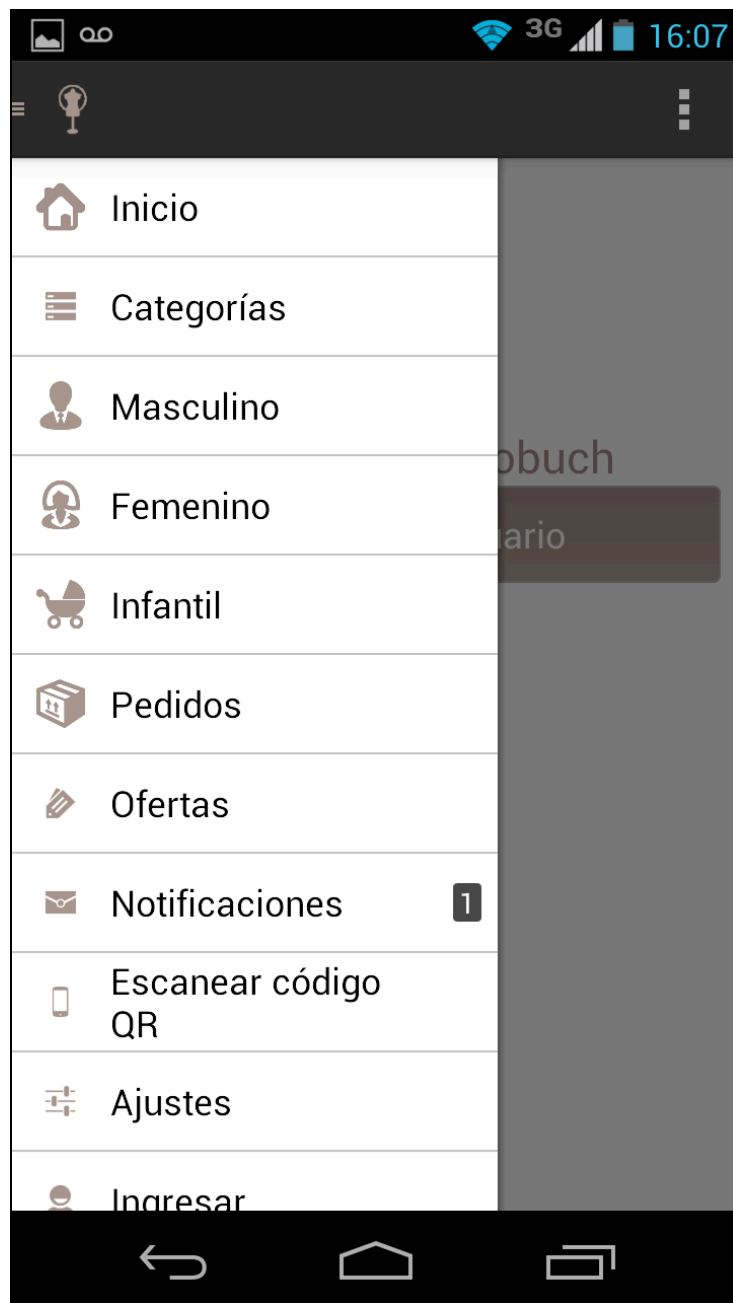 3G 16:07
Inicio
Categorías
Masculino
obuch
Femenino
ario
Infantil
Pedidos
Ofertas
Notificaciones 1
Escanear código
QR
Ajustes
Ingresar